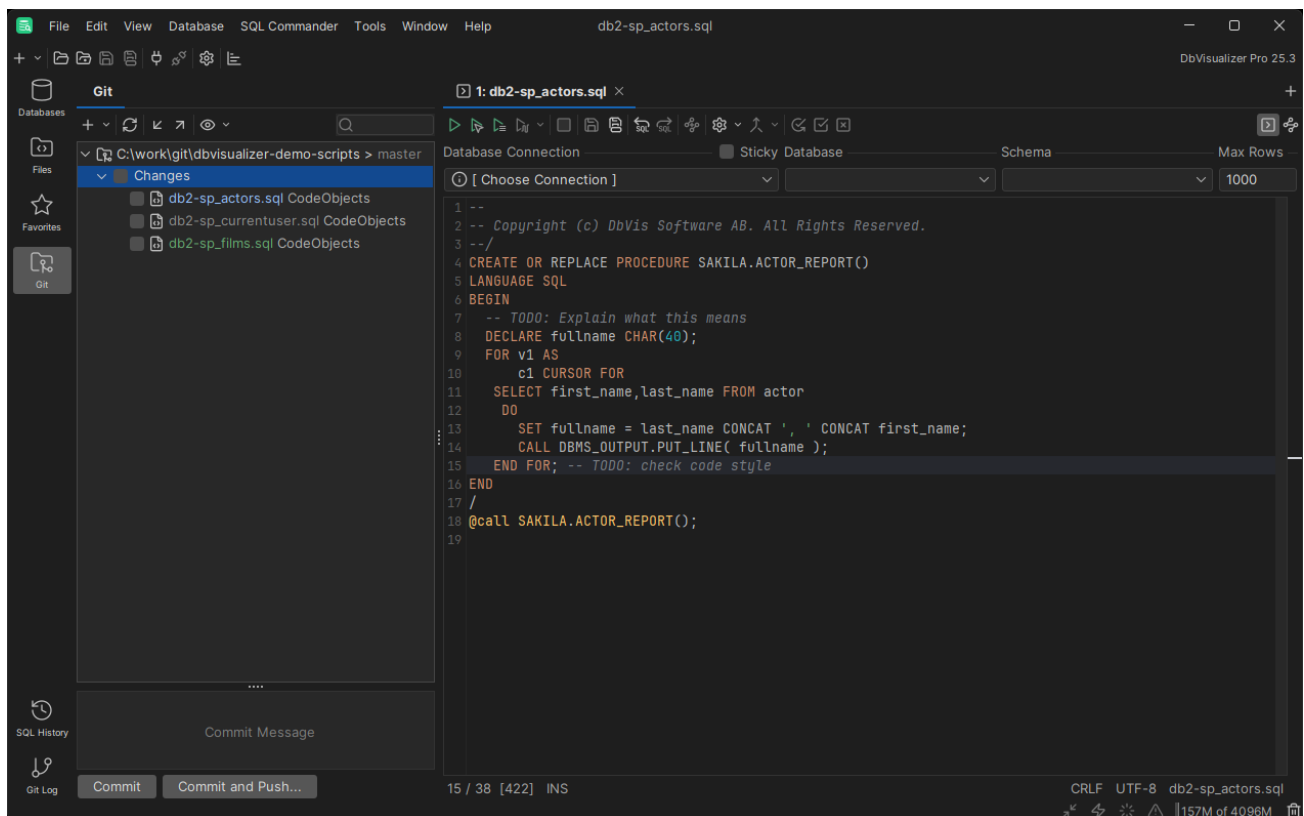 File Edit View Database SQL Commander Tools Window Help db2-sp_actors.sql
DbVisualizer Pro 25.3
Databases
Files
Favorites
Git
SQL History
Git Log
Git
C:\work\git\dbvisualizer-demo-scripts > master
Changes
db2-sp_actors.sql CodeObjects
db2-sp_currentuser.sql CodeObjects
db2-sp_films.sql CodeObjects
Commit Message
Commit Commit and Push...
1: db2-sp_actors.sql
Database Connection Sticky Database Schema Max Rows
[ Choose Connection ] 1000
1 --
2 -- Copyright (c) DbVis Software AB. All Rights Reserved.
3 --/
4 CREATE OR REPLACE PROCEDURE SAKILA.ACTOR_REPORT()
5 LANGUAGE SQL
6 BEGIN
7 -- TODO: Explain what this means
8 DECLARE fullname CHAR(40);
9 FOR v1 AS
10 c1 CURSOR FOR
11 SELECT first_name,last_name FROM actor
12 DO
13 SET fullname = last_name CONCAT ', ' CONCAT first_name;
14 CALL DBMS_OUTPUT.PUT_LINE( fullname );
15 END FOR; -- TODO: check code style
16 END
17 /
18 @call SAKILA.ACTOR_REPORT();
19
15 / 38 [422] INS CRLF UTF-8 db2-sp_actors.sql
157M of 4096M